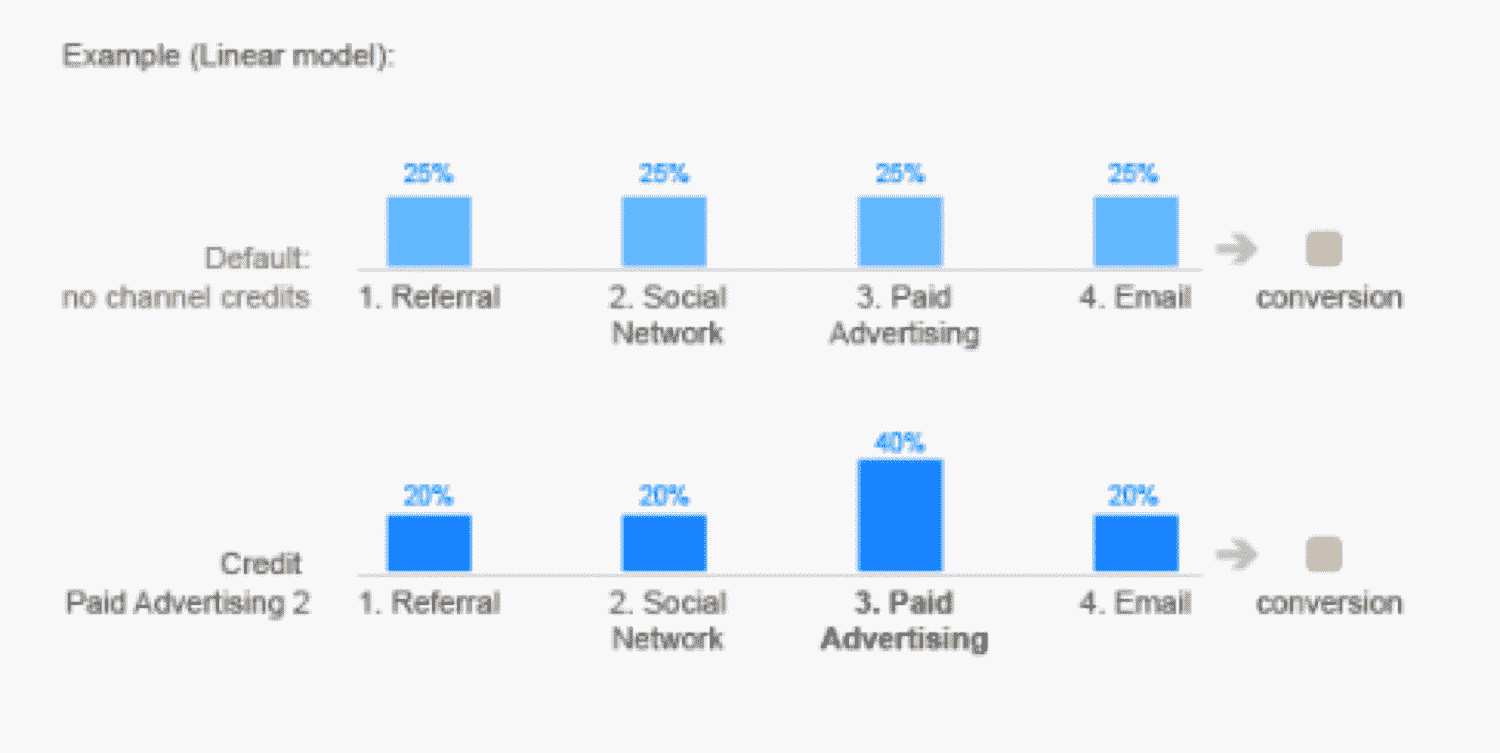 Example (Linear model):
25% 25% 25% 25%
Default:
no channel credits 1. Referral 2. Social 3. Paid 4. Email conversion
Network Advertising
40%
20% 20% 20%
Credit
Paid Advertising 2 1. Referral 2. Social 3. Paid 4. Email conversion
Network Advertising